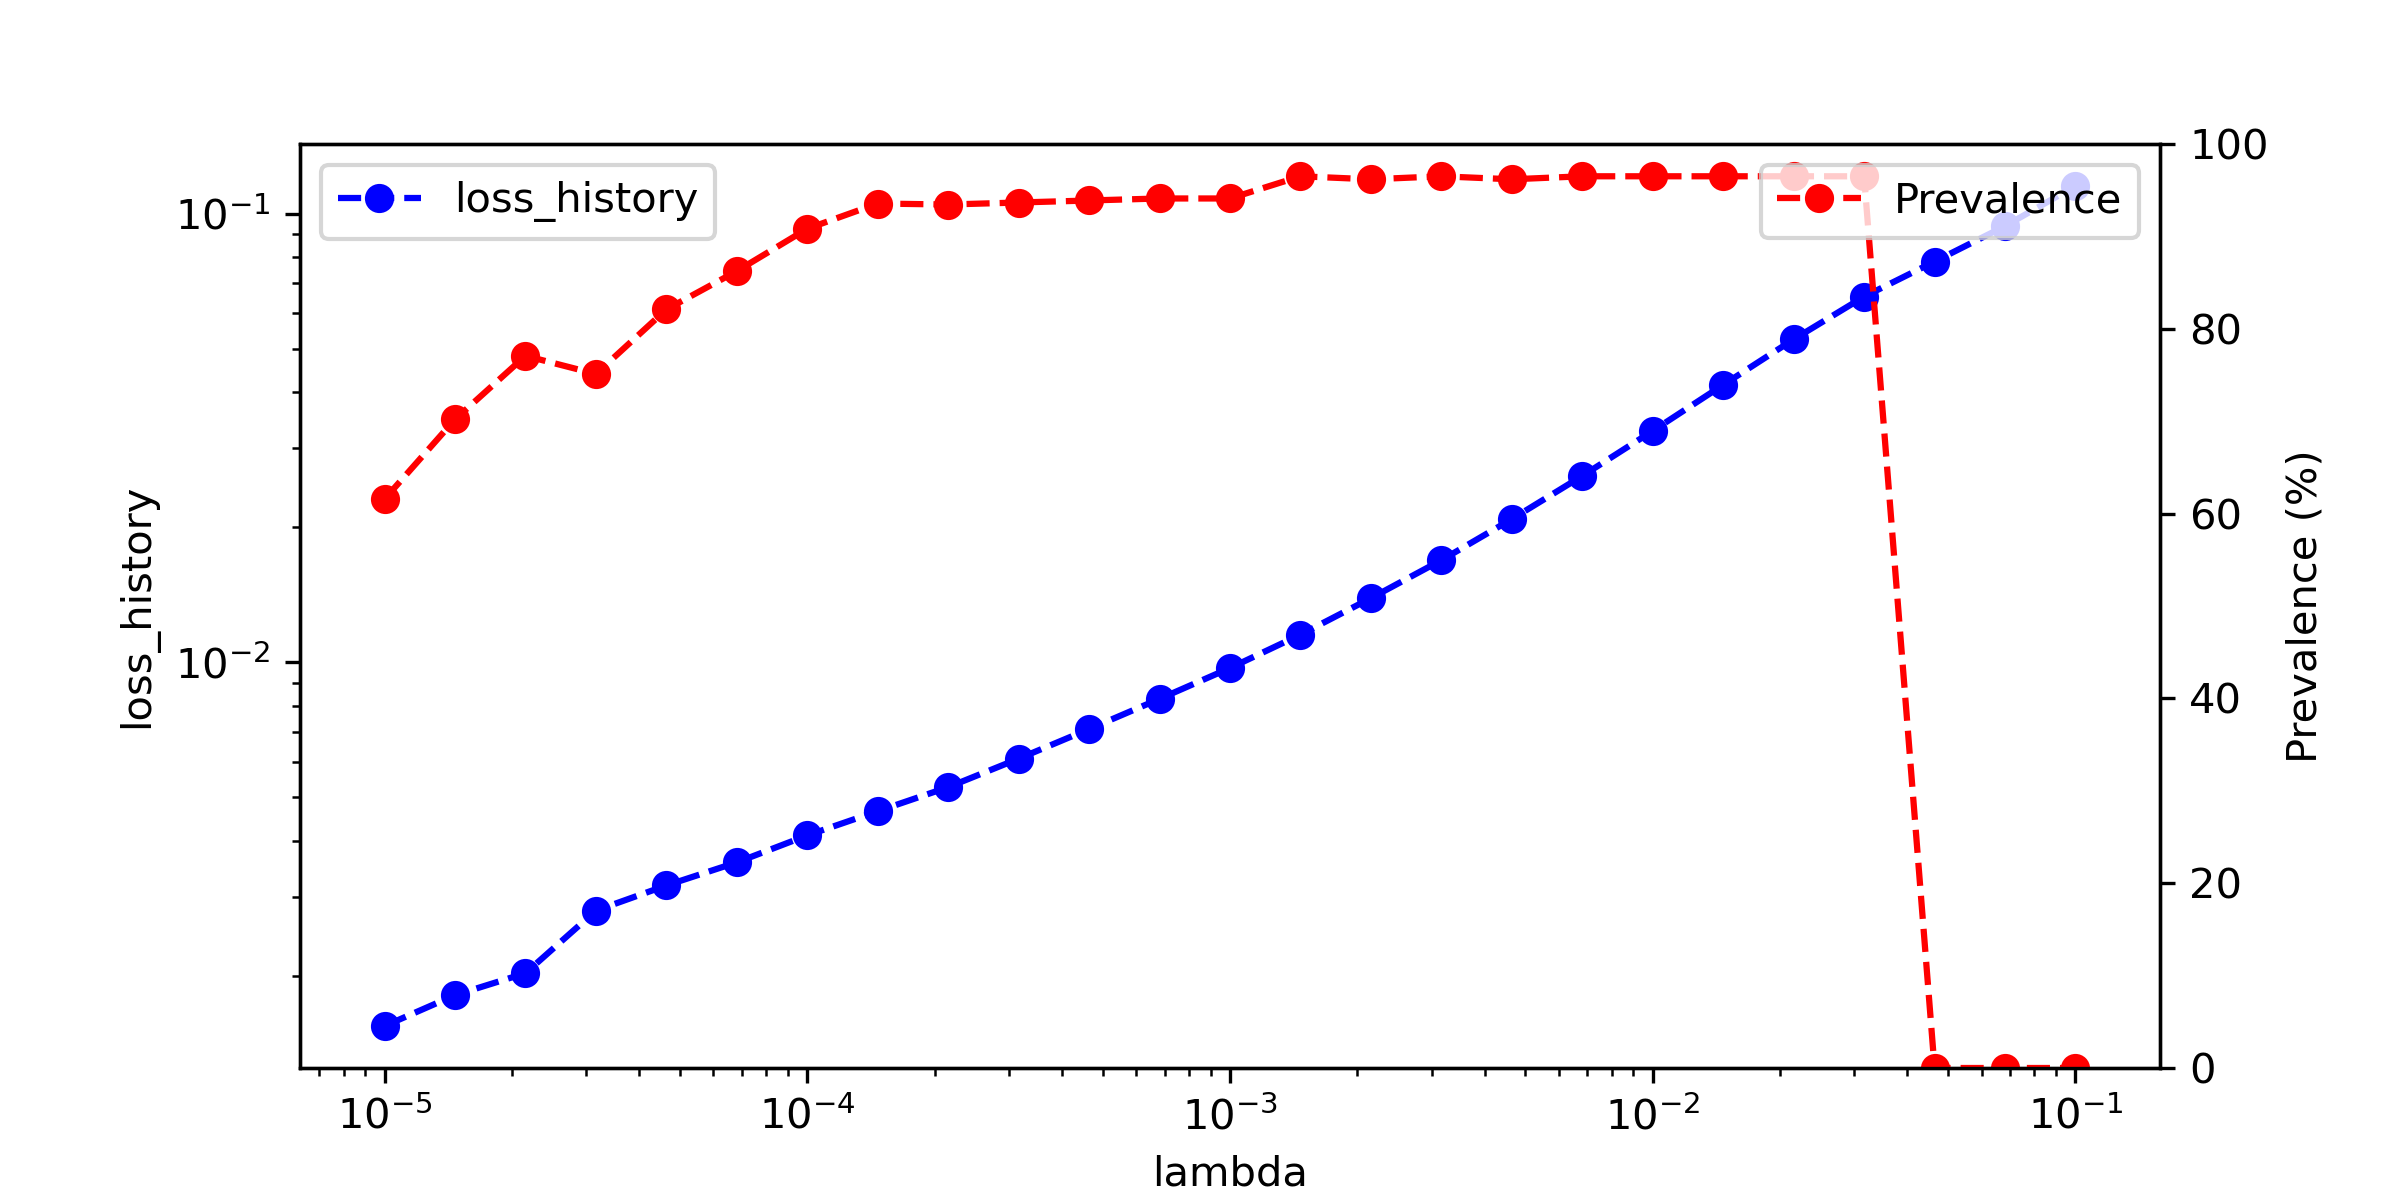 loss_history
Prevalence
10⁻¹
10⁻²
loss_history
100
80
60
40
20
0
Prevalence (%)
10⁻⁵ 10⁻⁴ 10⁻³ 10⁻² 10⁻¹
lambda